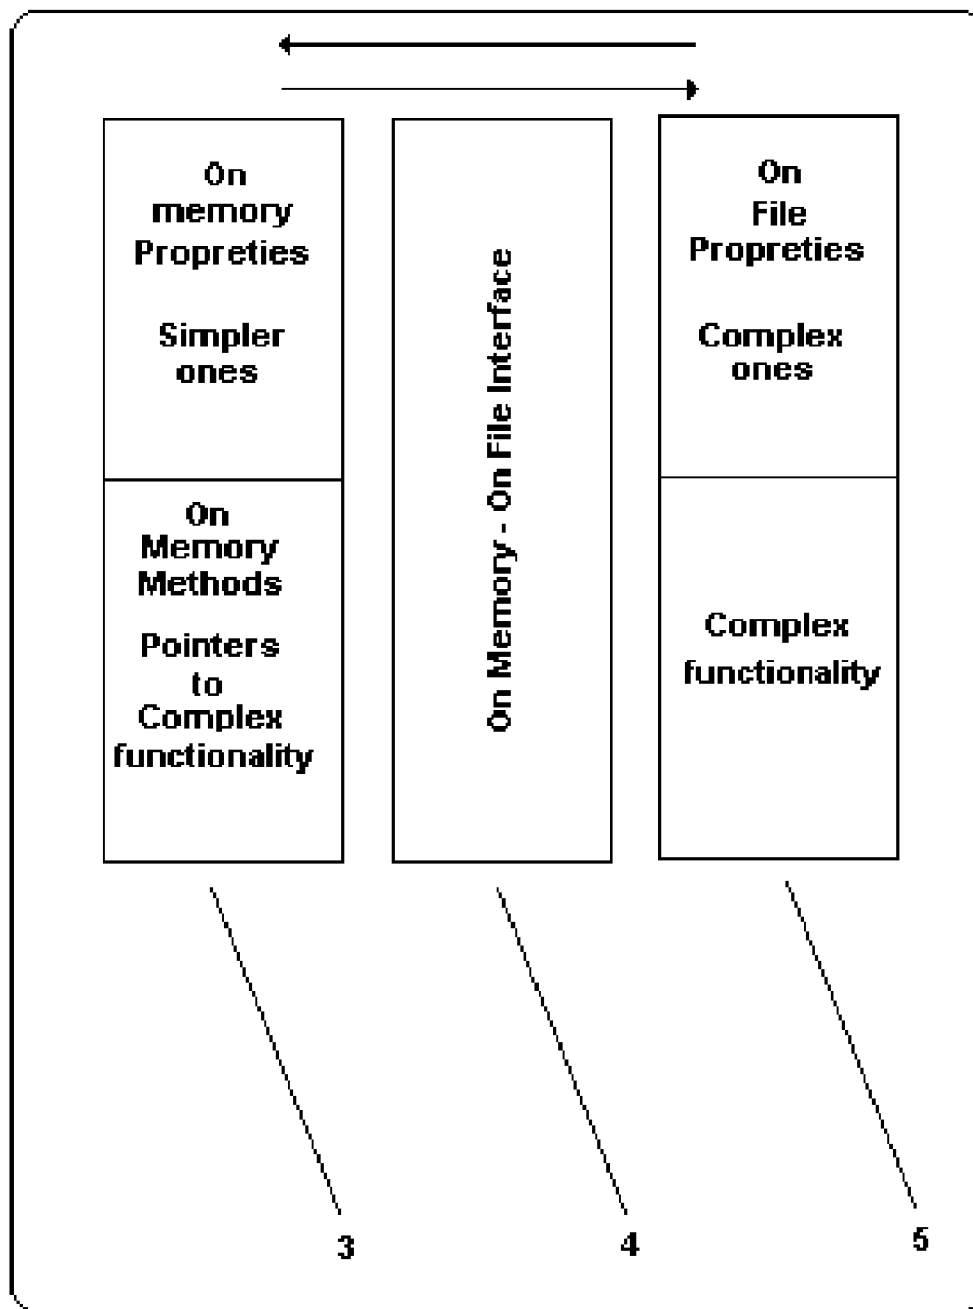 On
memory
Propreties
Simpler
ones
On
Memory
Methods
Pointers
to
Complex
functionality
On Memory - On File Interface
On
File
Propreties
Complex
ones
Complex
functionality
3
4
5